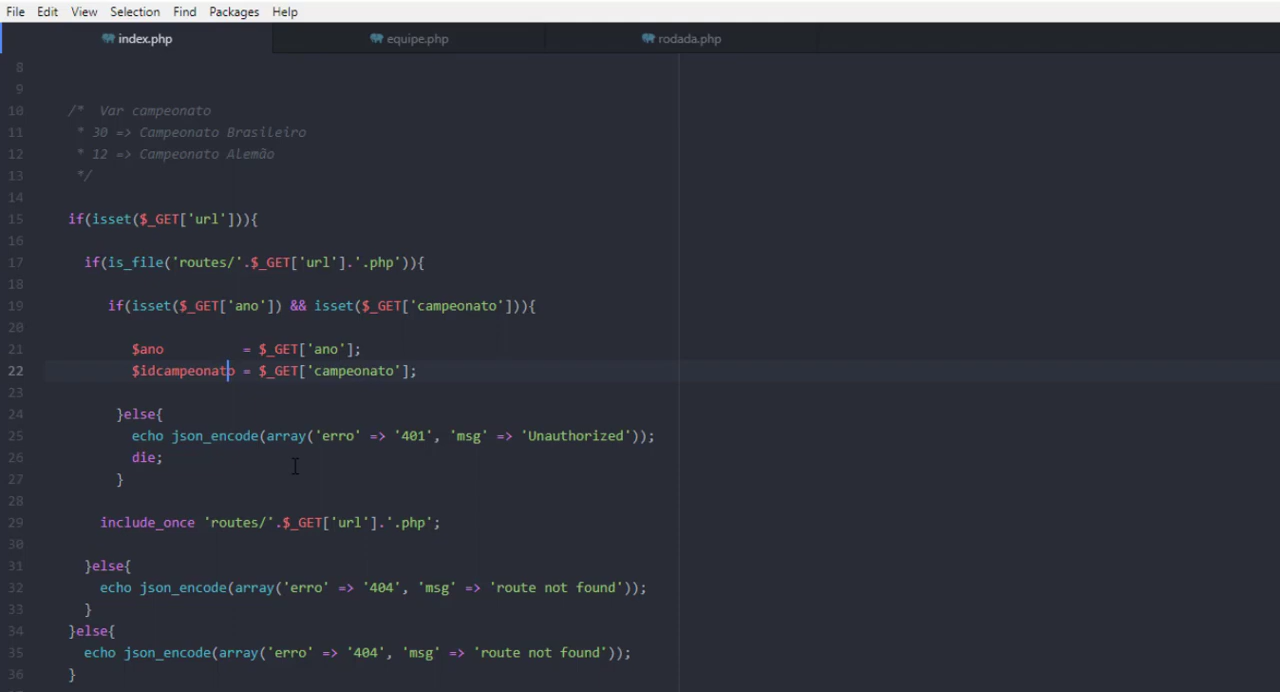 File Edit View Selection Find Packages Help
index.php equipe.php rodada.php
8
9
10 /* Var campeonato
11 * 30 => Campeonato Brasileiro
12 * 12 => Campeonato Alemão
13 */
14
15 if(isset($_GET['url'])){
16
17 if(is_file('routes/'.$_GET['url'].'.php')){
18
19 if(isset($_GET['ano']) && isset($_GET['campeonato'])){
20
21 $ano = $_GET['ano'];
22 $idcampeonato = $_GET['campeonato'];
23
24 }else{
25 echo json_encode(array('erro' => '401', 'msg' => 'Unauthorized'));
26 die;
27 }
28
29 include_once 'routes/'.$_GET['url'].'.php';
30
31 }else{
32 echo json_encode(array('erro' => '404', 'msg' => 'route not found'));
33 }
34 }else{
35 echo json_encode(array('erro' => '404', 'msg' => 'route not found'));
36 }